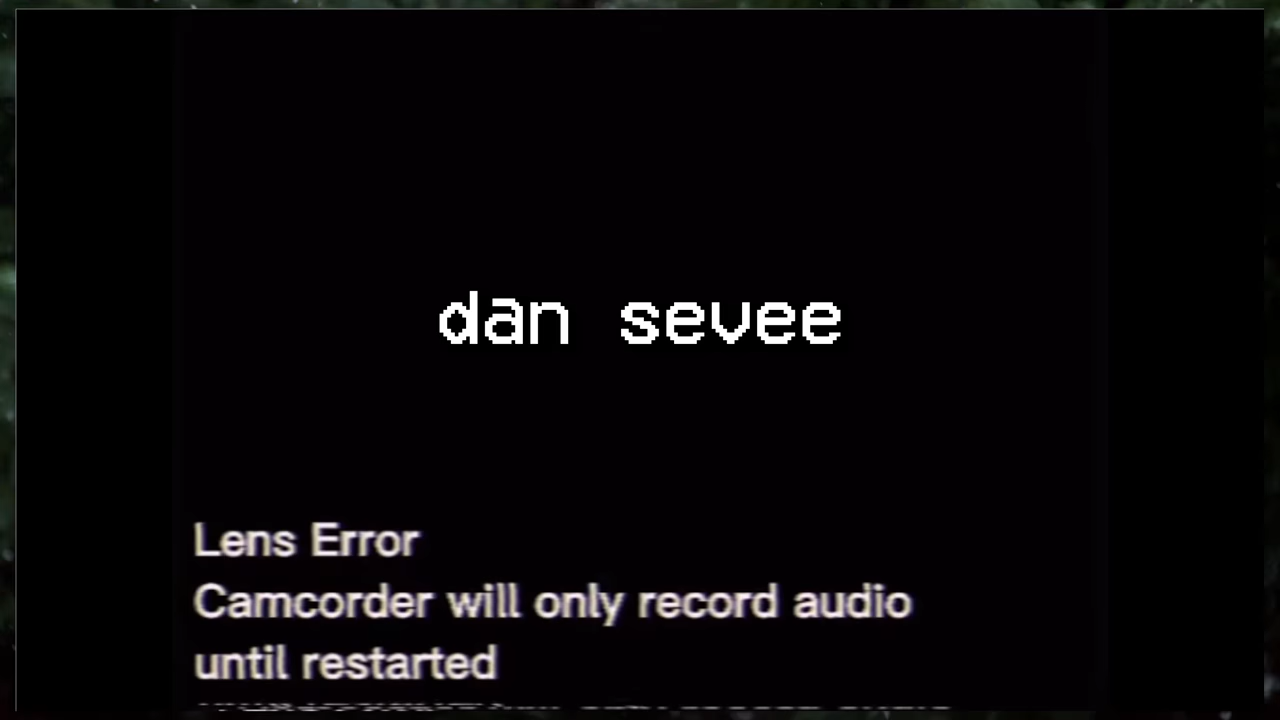 dan sevee
Lens Error
Camcorder will only record audio
until restarted